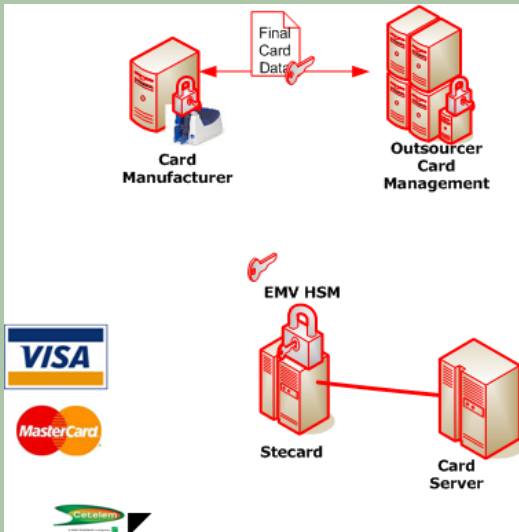 Final
Card
Data
Card
Manufacturer
Outsourcer
Card
Management
EMV HSM
VISA
MasterCard
Stecard
Card
Server
Cetelem